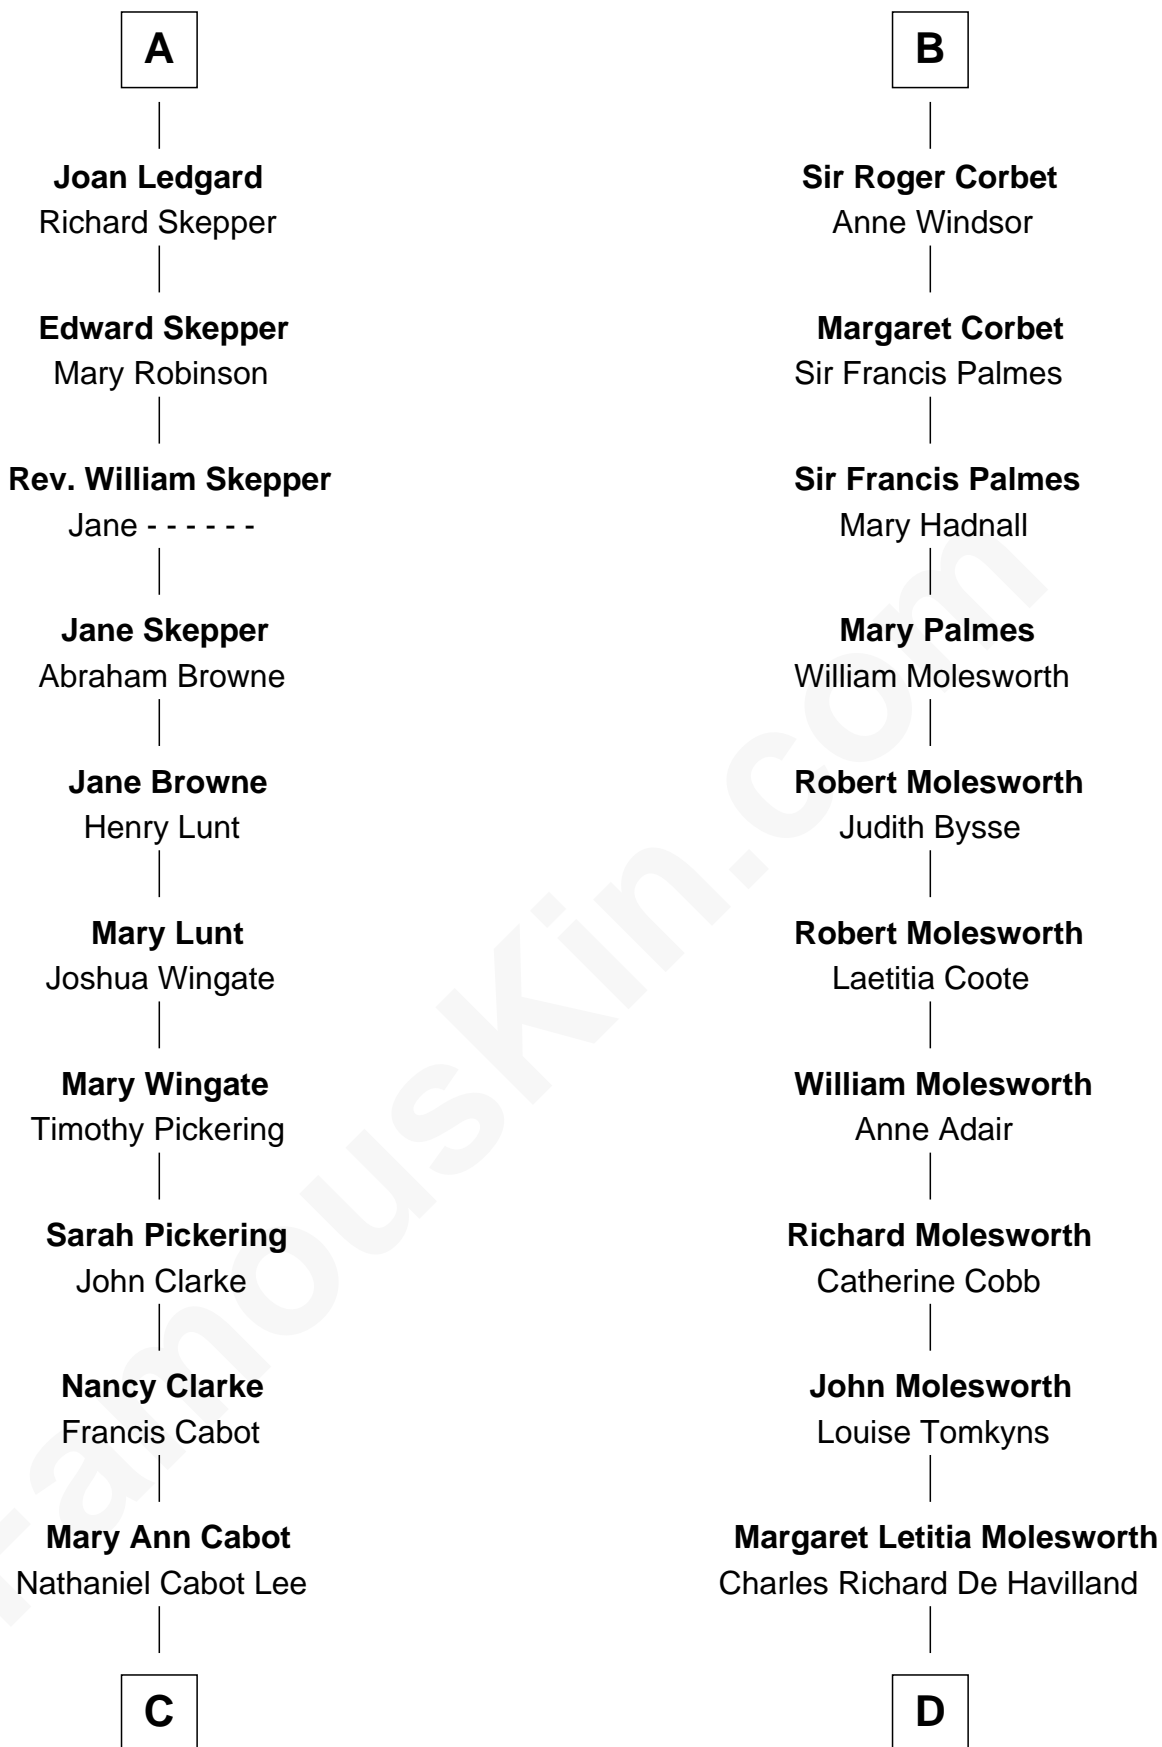 A
Joan Ledgard
Richard Skepper
Edward Skepper
Mary Robinson
Rev. William Skepper
Jane - - - - - -
Jane Skepper
Abraham Browne
Jane Browne
Henry Lunt
Mary Lunt
Joshua Wingate
Mary Wingate
Timothy Pickering
Sarah Pickering
John Clarke
Nancy Clarke
Francis Cabot
Mary Ann Cabot
Nathaniel Cabot Lee
C
B
Sir Roger Corbet
Anne Windsor
Margaret Corbet
Sir Francis Palmes
Sir Francis Palmes
Mary Hadnall
Mary Palmes
William Molesworth
Robert Molesworth
Judith Bysse
Robert Molesworth
Laetitia Coote
William Molesworth
Anne Adair
Richard Molesworth
Catherine Cobb
John Molesworth
Louise Tomkyns
Margaret Letitia Molesworth
Charles Richard De Havilland
D
FamousKin.com